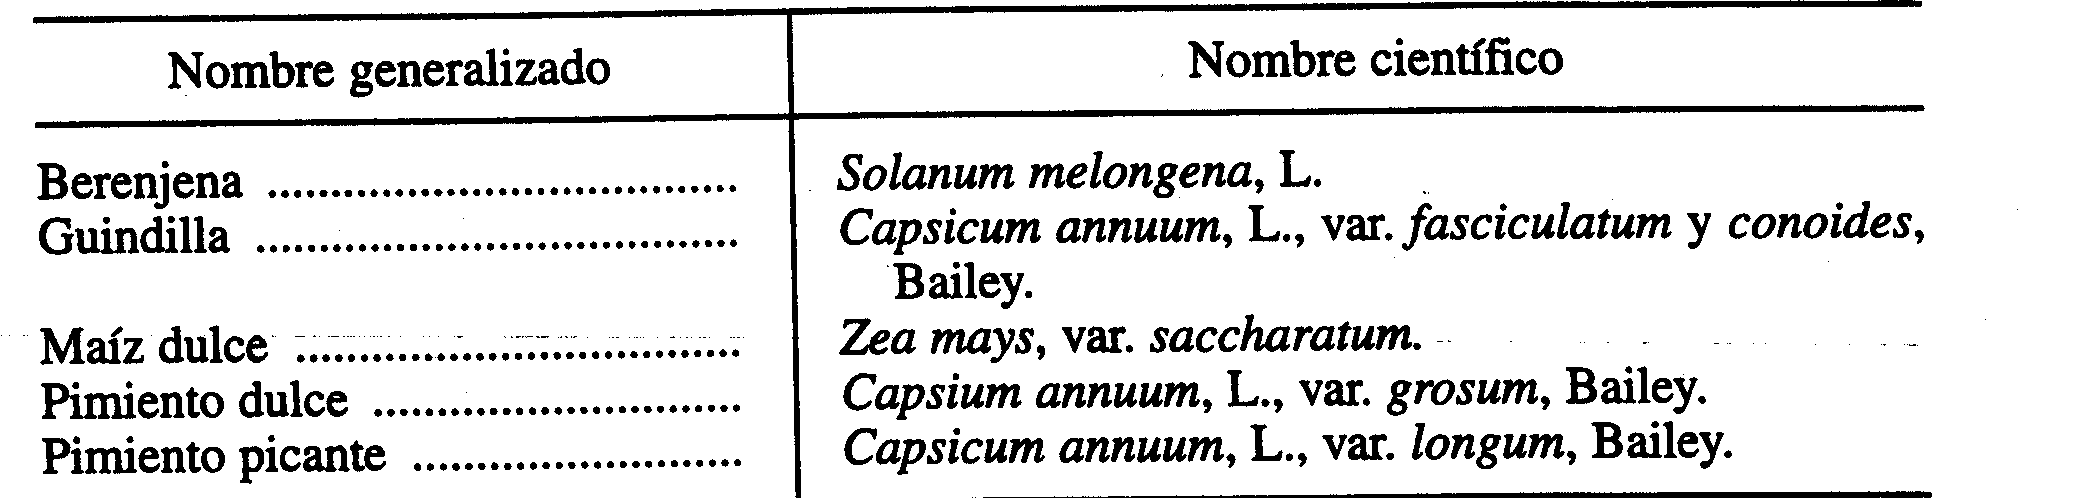 Nombre generalizado Nombre científico
Berenjena ..................................... Solanum melongena, L.
Guindilla ...................................... Capsicum annuum, L., var. fasciculatum y conoides,
Bailey.
Maíz dulce ................................... Zea mays, var. saccharatum.
Pimiento dulce ............................. Capsium annuum, L., var. grosum, Bailey.
Pimiento picante .......................... Capsicum annuum, L., var. longum, Bailey.